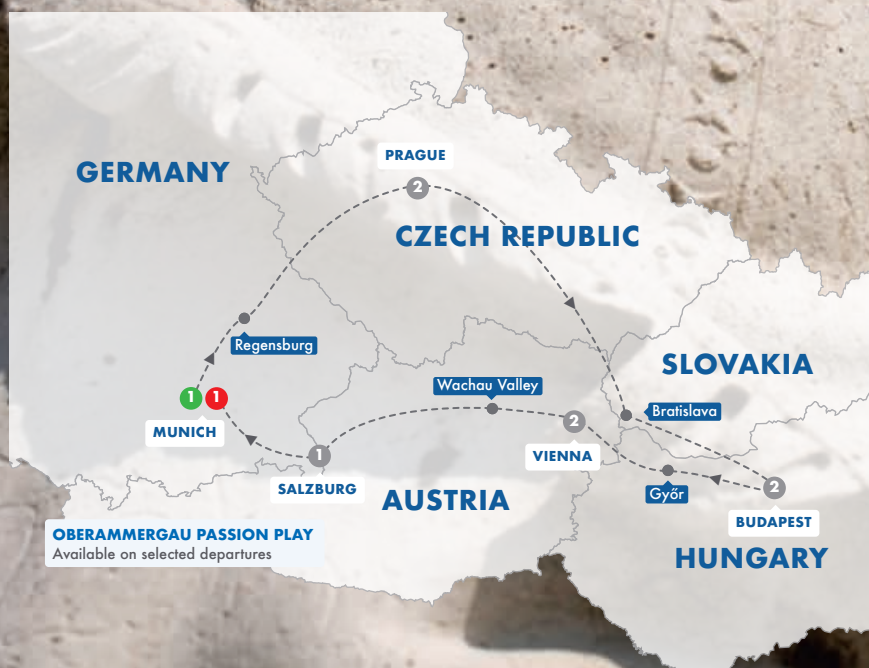 PRAGUE
2
GERMANY
CZECH REPUBLIC
Regensburg
SLOVAKIA
Wachau Valley
1
1
MUNICH
2
Bratislava
VIENNA
1
SALZBURG
AUSTRIA
Győr
2
BUDAPEST
OBERAMMERGAU PASSION PLAY
Available on selected departures
HUNGARY